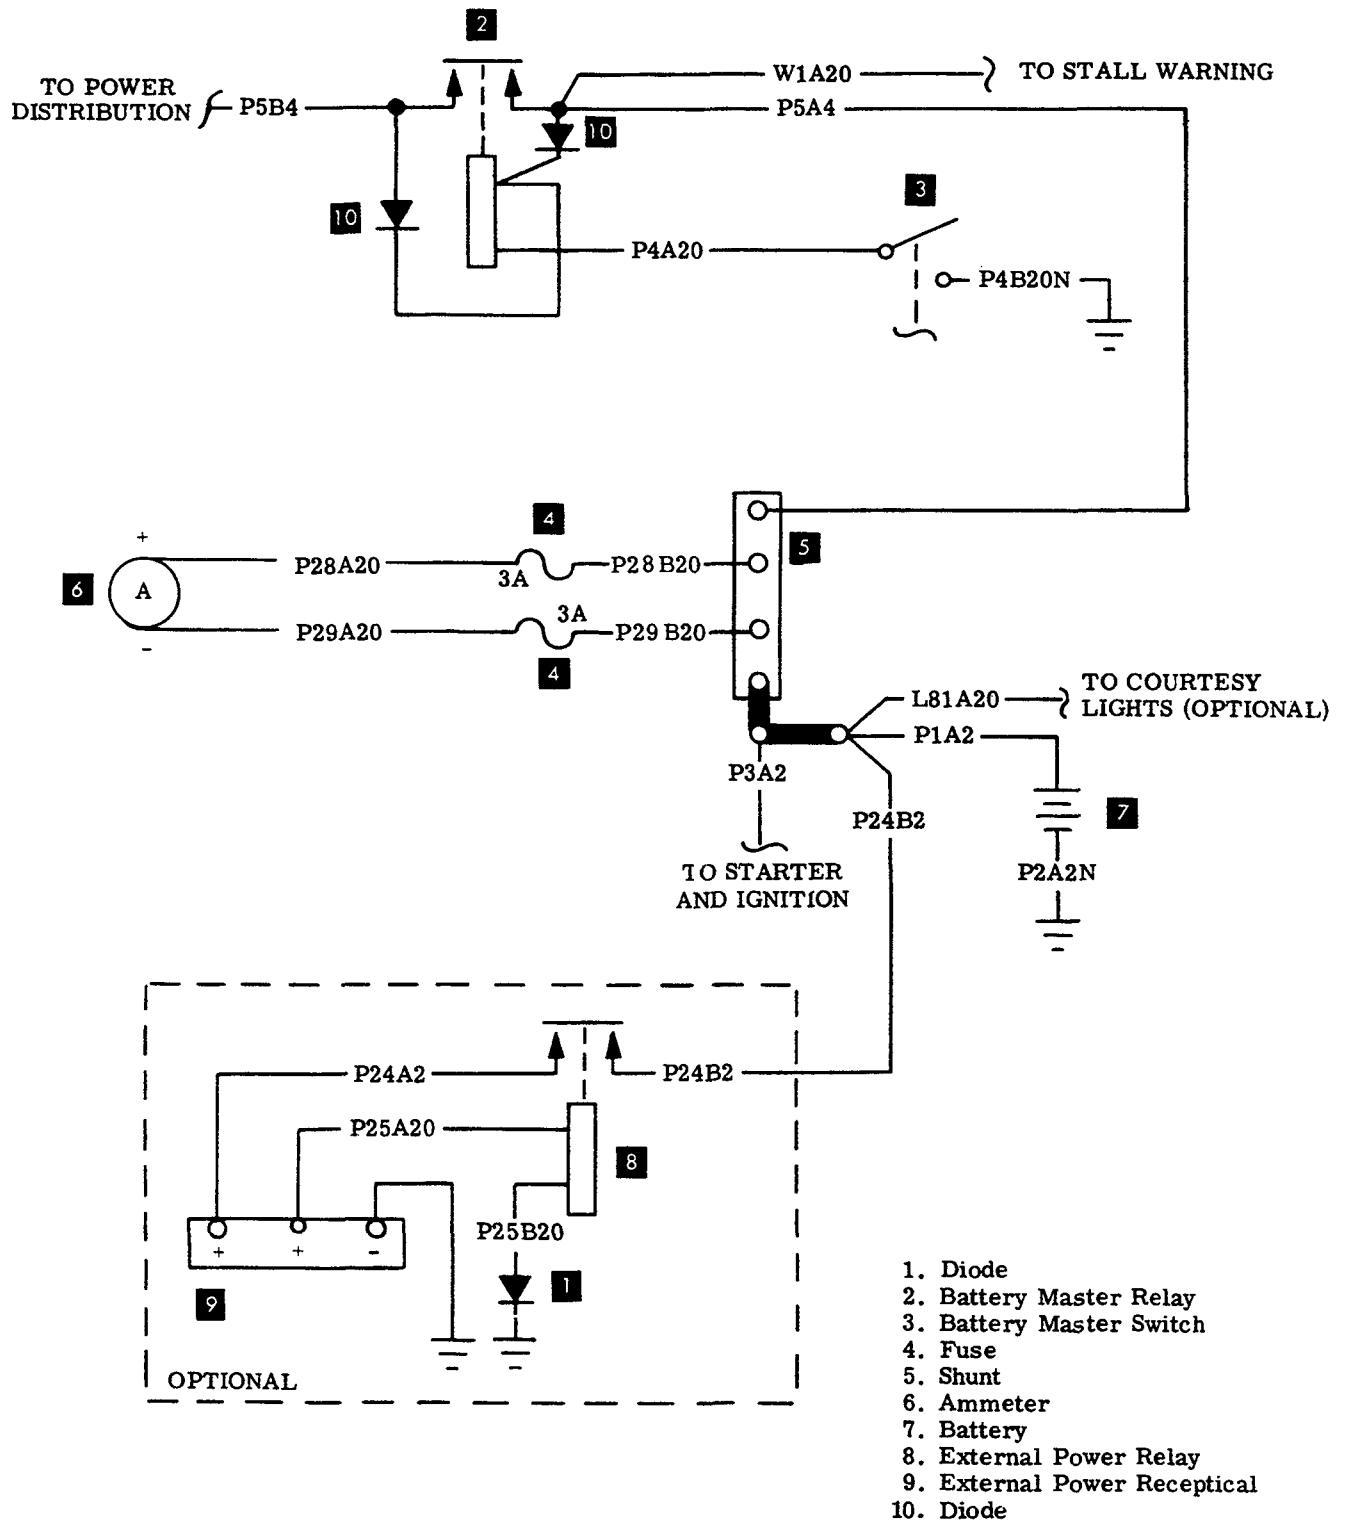 2
TO POWER
DISTRIBUTION
P5B4
W1A20
TO STALL WARNING
P5A4
10
10
3
P4A20
P4B20N
4
+
P28A20
3A
P28B20
5
6
A
P29A20
3A
P29B20
-
4
L81A20
TO COURTESY
LIGHTS (OPTIONAL)
P1A2
P3A2
P24B2
7
TO STARTER
AND IGNITION
P2A2N
P24A2
P24B2
P25A20
8
P25B20
+
+
-
1
9
OPTIONAL
1. Diode
2. Battery Master Relay
3. Battery Master Switch
4. Fuse
5. Shunt
6. Ammeter
7. Battery
8. External Power Relay
9. External Power Receptical
10. Diode